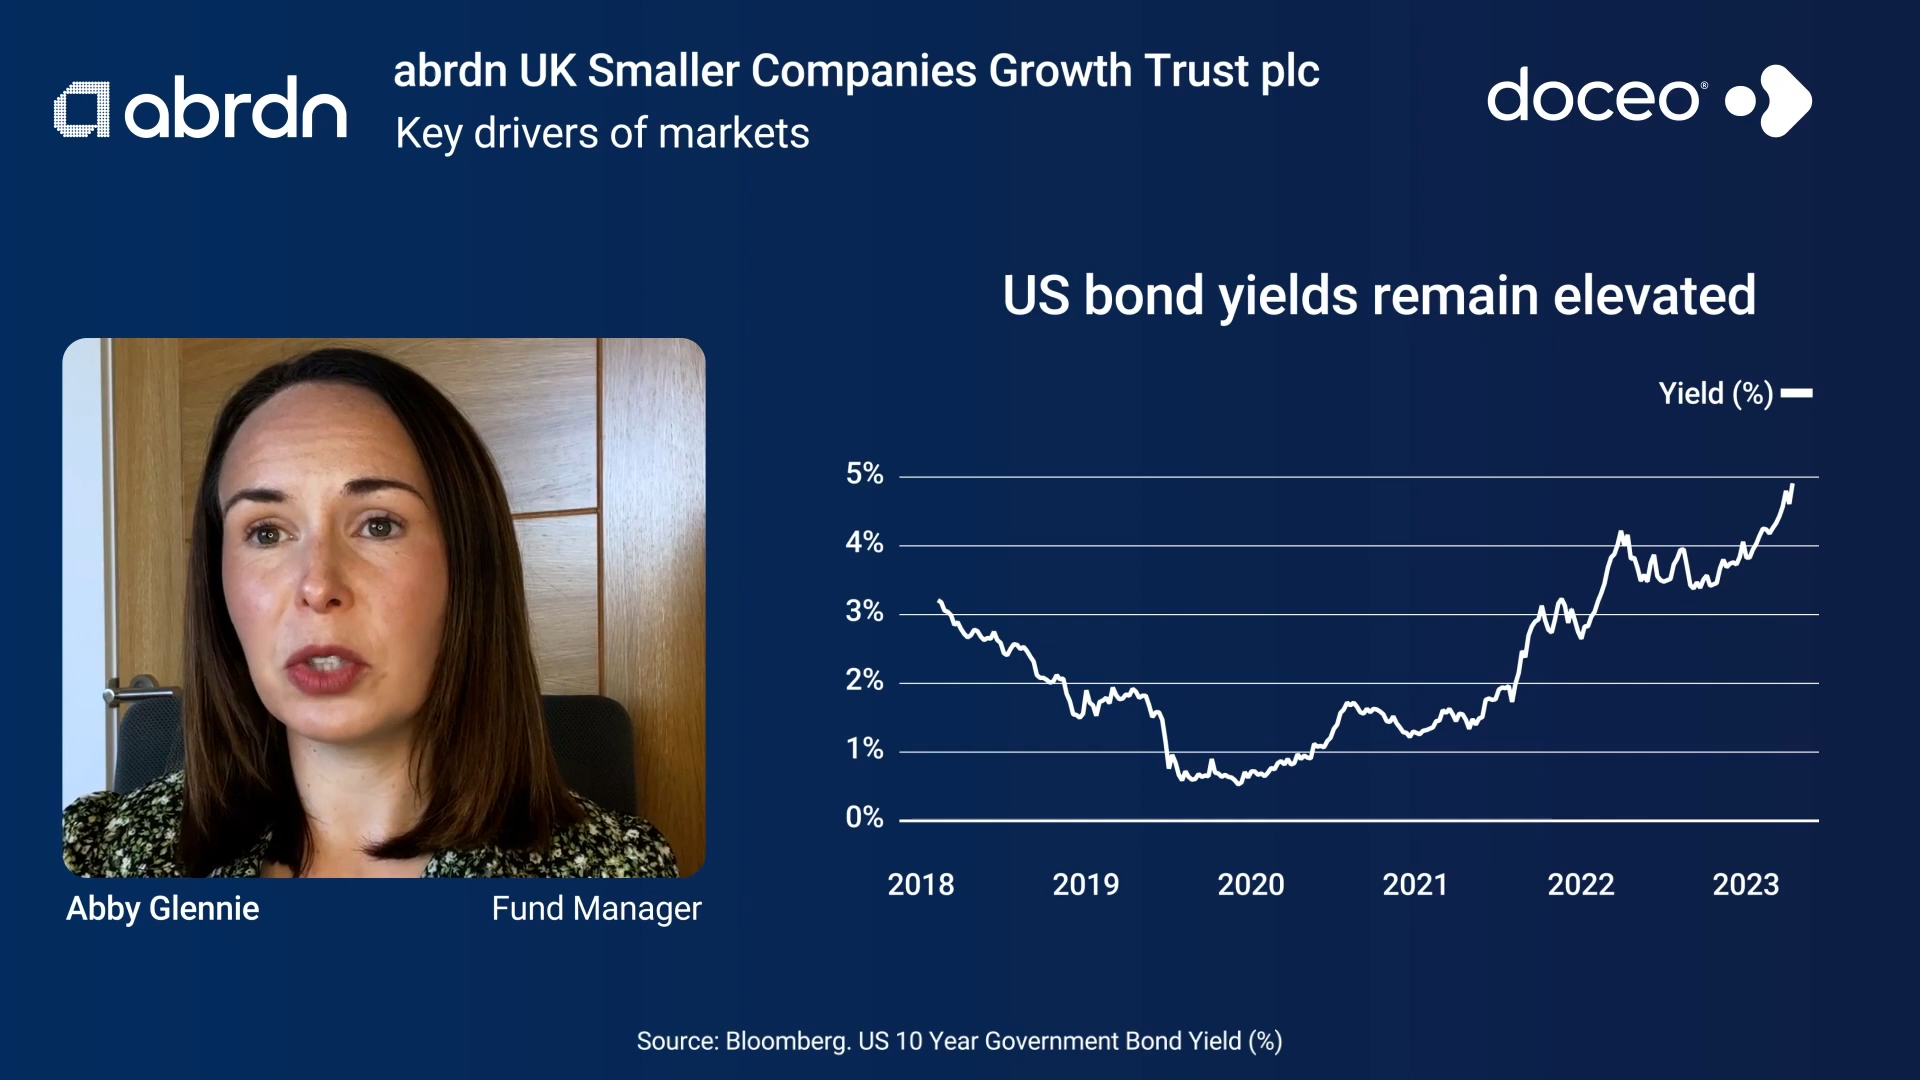 abrdn
abrdn UK Smaller Companies Growth Trust plc
Key drivers of markets
doceo®
US bond yields remain elevated
Yield (%)
5%
4%
3%
2%
1%
0%
2018 2019 2020 2021 2022 2023
Abby Glennie Fund Manager
Source: Bloomberg. US 10 Year Government Bond Yield (%)